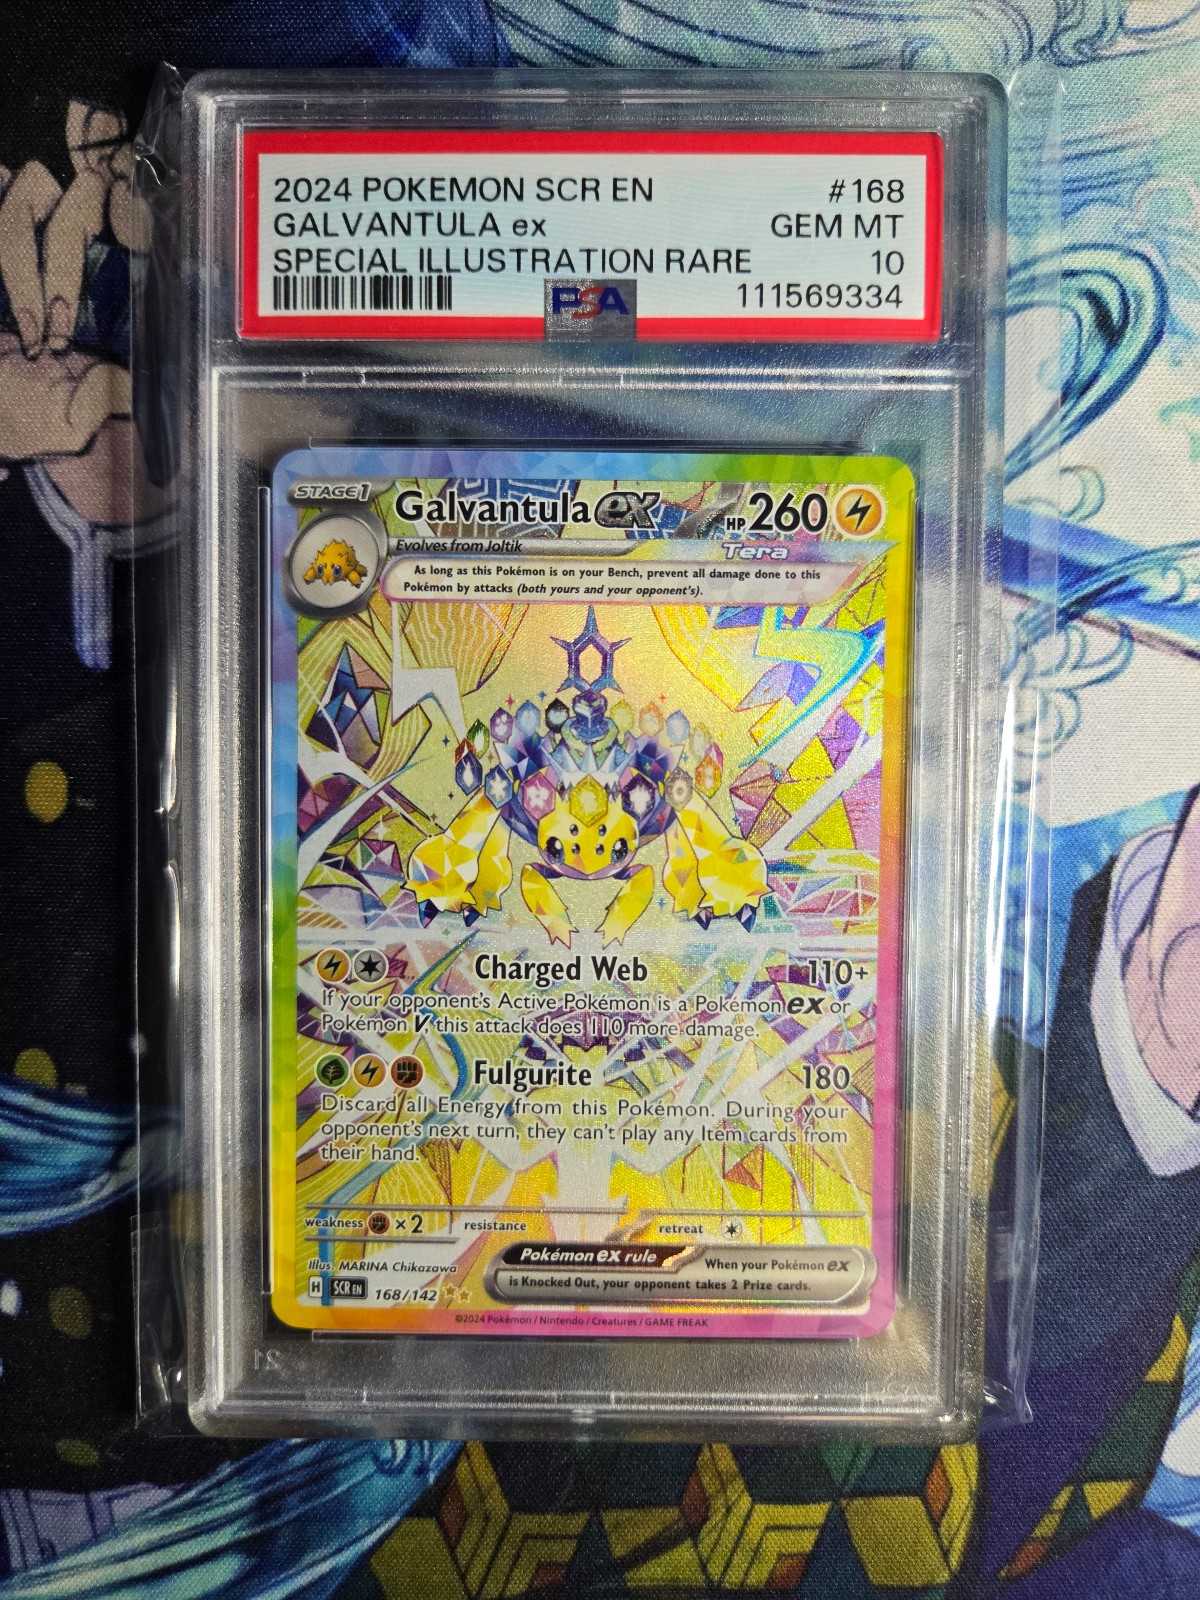 2024 POKEMON SCR EN #168
GALVANTULA ex GEM MT
SPECIAL ILLUSTRATION RARE 10
PSA 111569334
STAGE1 Galvantula ex HP 260
Evolves from Joltik Tera
As long as this Pokémon is on your Bench, prevent all damage done to this
Pokémon by attacks (both yours and your opponent's).
Charged Web 110+
If your opponent's Active Pokémon is a Pokémon ex or
Pokémon V, this attack does 110 more damage.
Fulgurite 180
Discard all Energy from this Pokémon. During your
opponent's next turn, they can't play any Item cards from
their hand.
weakness ×2 resistance retreat
Illus. MARINA Chikazawa
Pokémon ex rule When your Pokémon ex
is Knocked Out, your opponent takes 2 Prize cards.
H SCR EN 168/142
©2024 Pokémon / Nintendo / Creatures / GAME FREAK